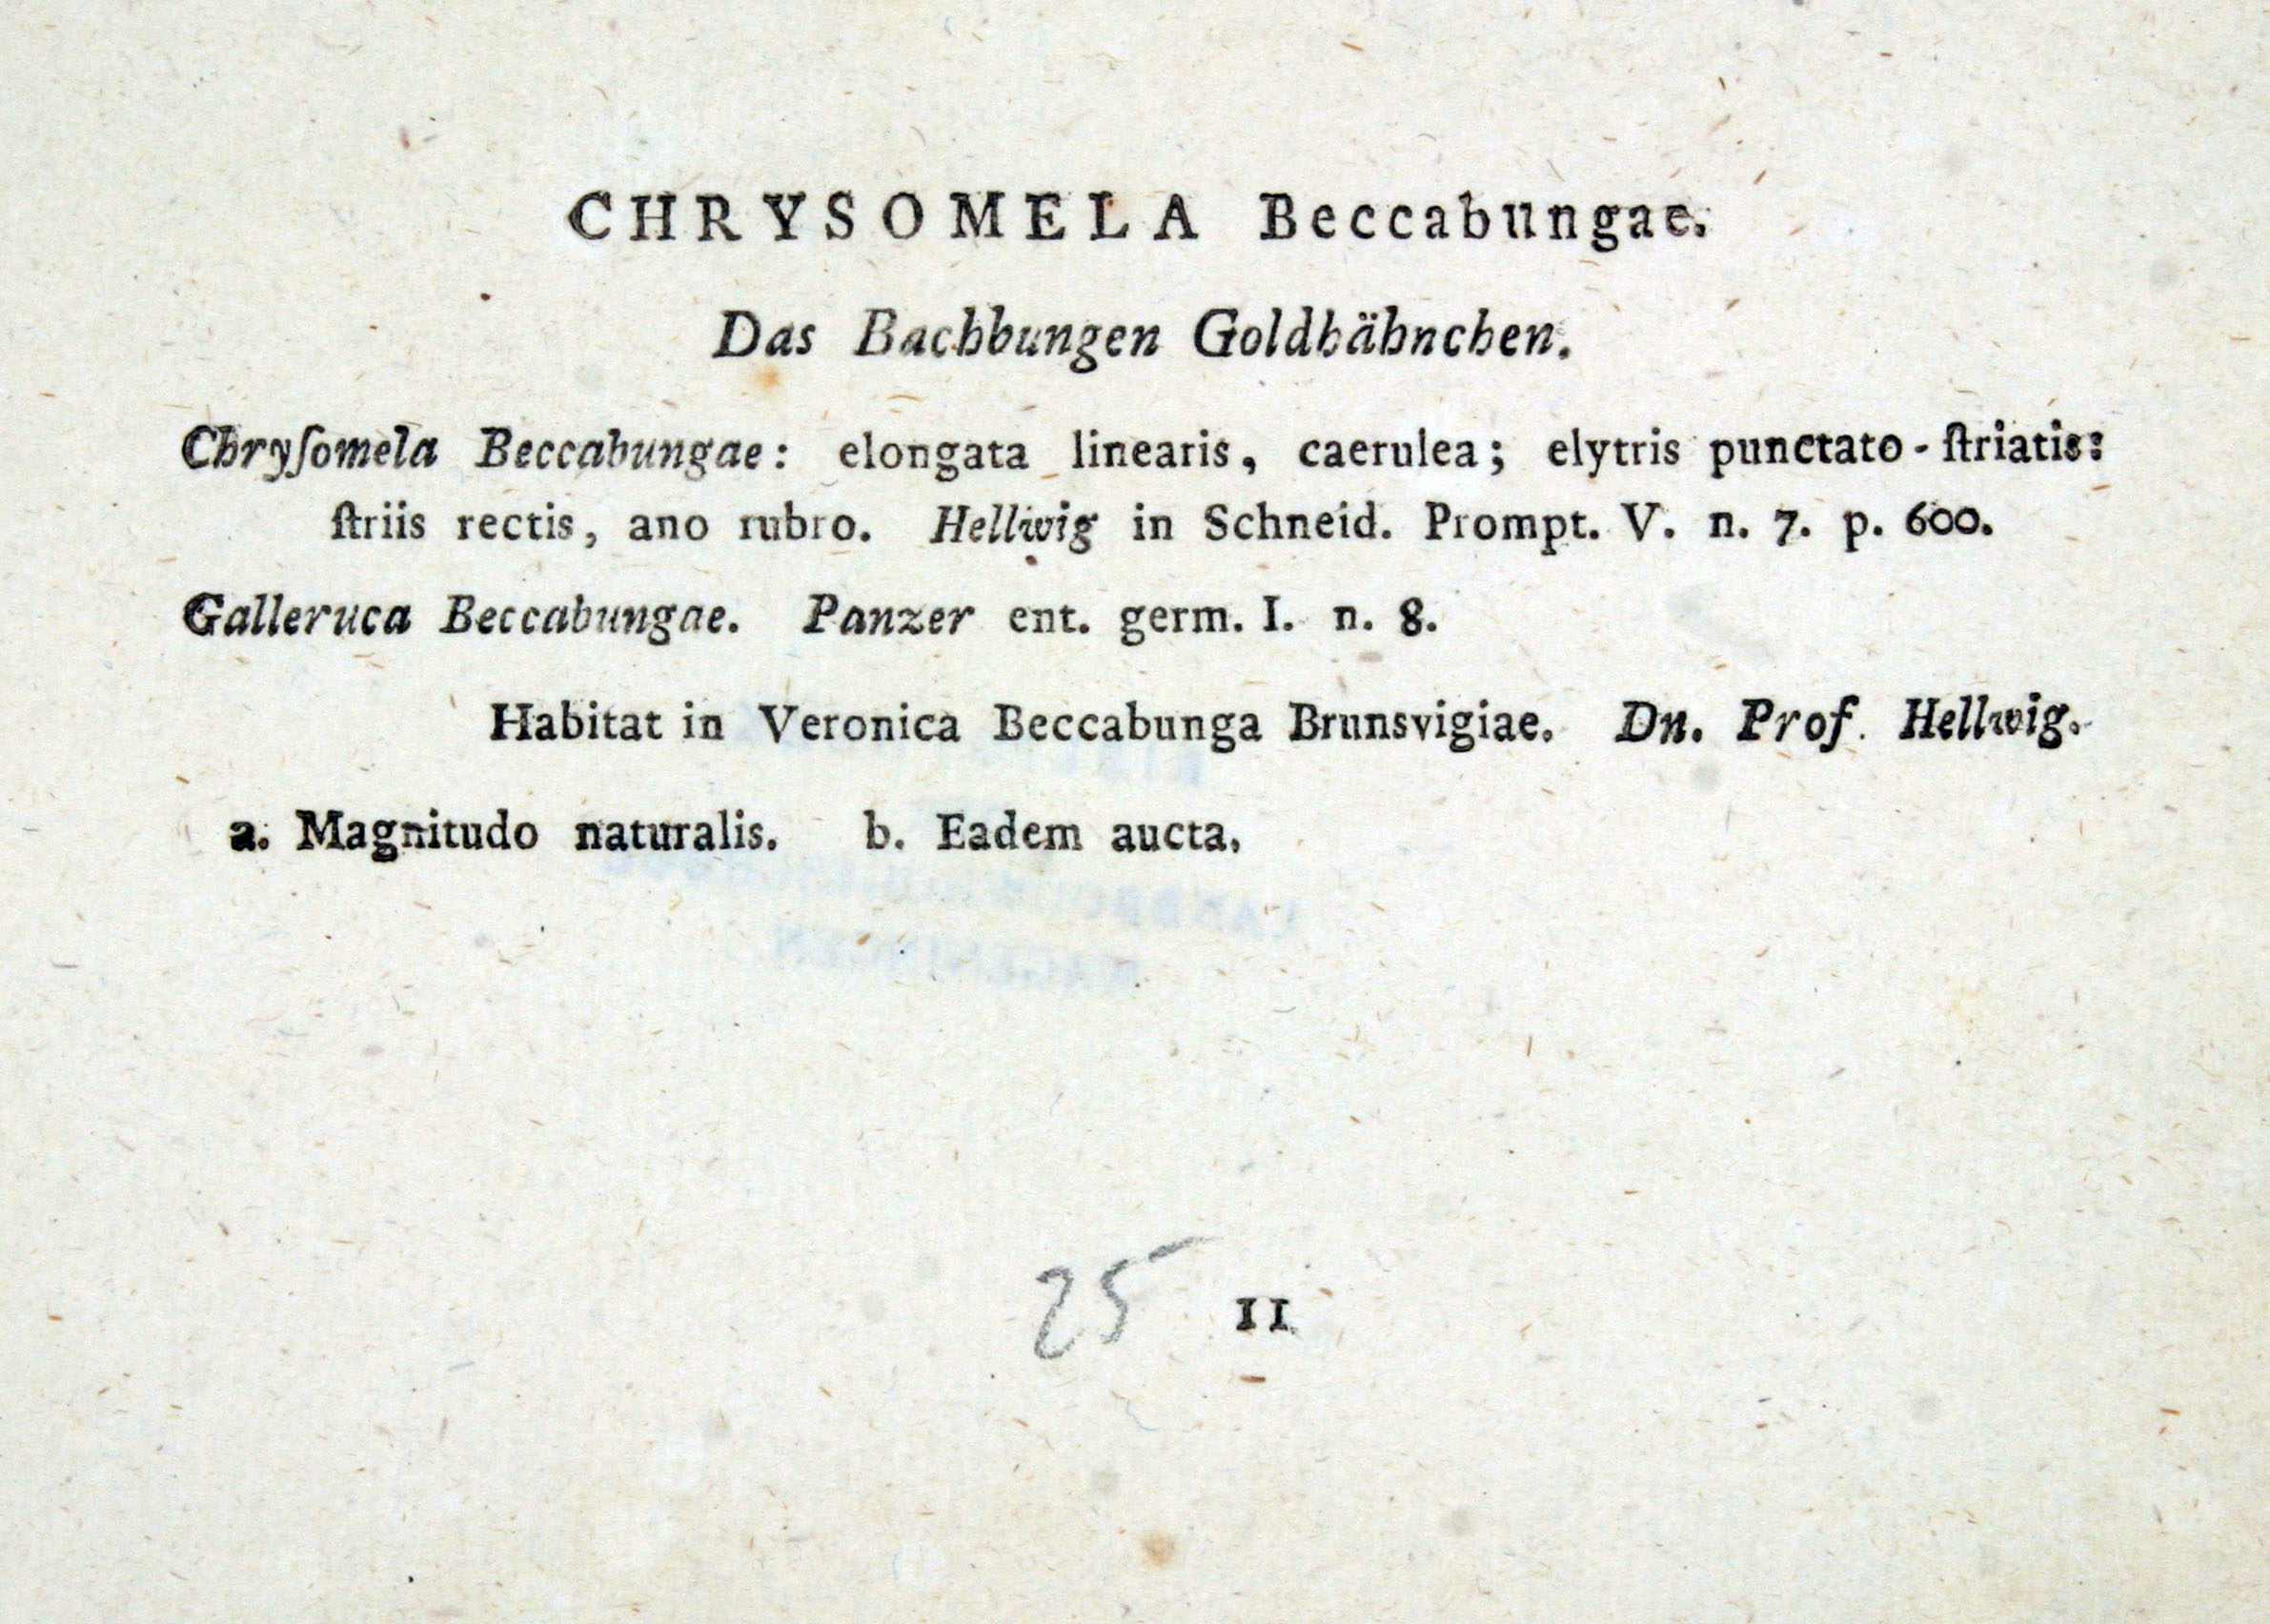 CHRYSOMELA Beccabungae.
Das Bachbungen Goldhähnchen.
Chryſomela Beccabungae: elongata linearis, caerulea; elytris punctato-ſtriatis:
ſtriis rectis, ano rubro. Hellwig in Schneid. Prompt. V. n. 7. p. 600.
Galleruca Beccabungae. Panzer ent. germ. I. n. 8.
Habitat in Veronica Beccabunga Brunsvigiae. Dn. Prof. Hellwig.
a. Magnitudo naturalis. b. Eadem aucta.
25 11